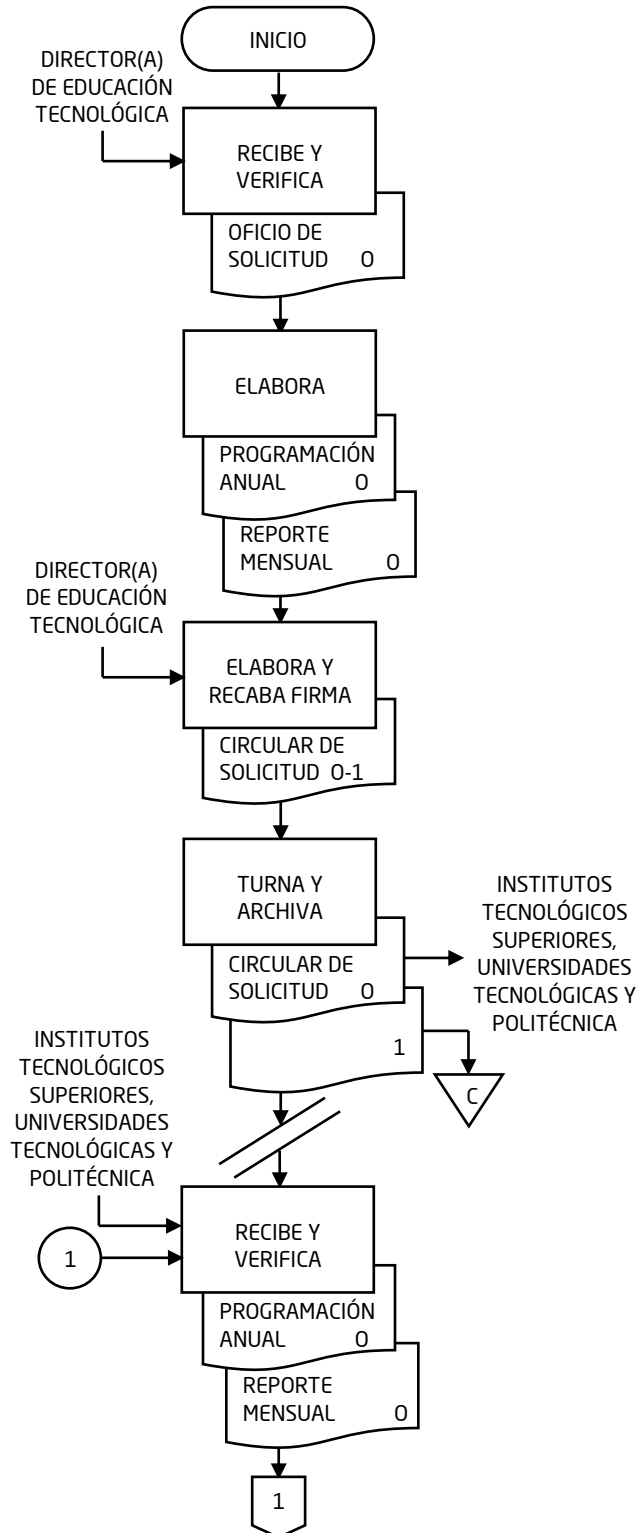 INICIO
DIRECTOR(A)
DE EDUCACIÓN
TECNOLÓGICA
RECIBE Y
VERIFICA
OFICIO DE
SOLICITUD 0
ELABORA
PROGRAMACIÓN
ANUAL 0
REPORTE
MENSUAL 0
DIRECTOR(A)
DE EDUCACIÓN
TECNOLÓGICA
ELABORA Y
RECABA FIRMA
CIRCULAR DE
SOLICITUD 0-1
TURNA Y
ARCHIVA
CIRCULAR DE
SOLICITUD 0
INSTITUTOS
TECNOLÓGICOS
SUPERIORES,
UNIVERSIDADES
TECNOLÓGICAS Y
POLITÉCNICA
1
C
INSTITUTOS
TECNOLÓGICOS
SUPERIORES,
UNIVERSIDADES
TECNOLÓGICAS Y
POLITÉCNICA
1
RECIBE Y
VERIFICA
PROGRAMACIÓN
ANUAL 0
REPORTE
MENSUAL 0
1